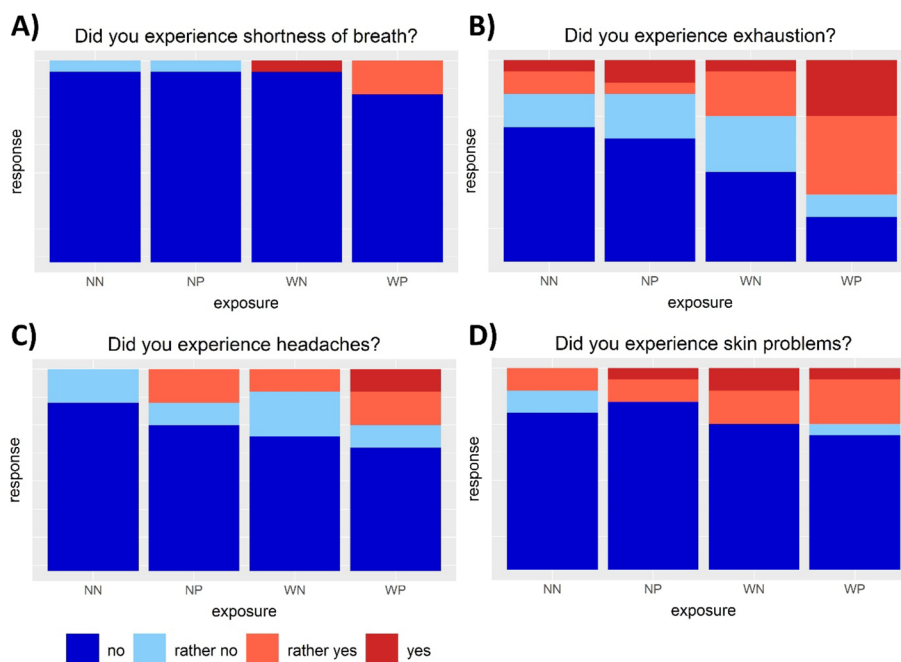 A)
Did you experience shortness of breath?
response
NN NP WN WP
exposure
B)
Did you experience exhaustion?
response
NN NP WN WP
exposure
C)
Did you experience headaches?
response
NN NP WN WP
exposure
D)
Did you experience skin problems?
response
NN NP WN WP
exposure
no rather no rather yes yes